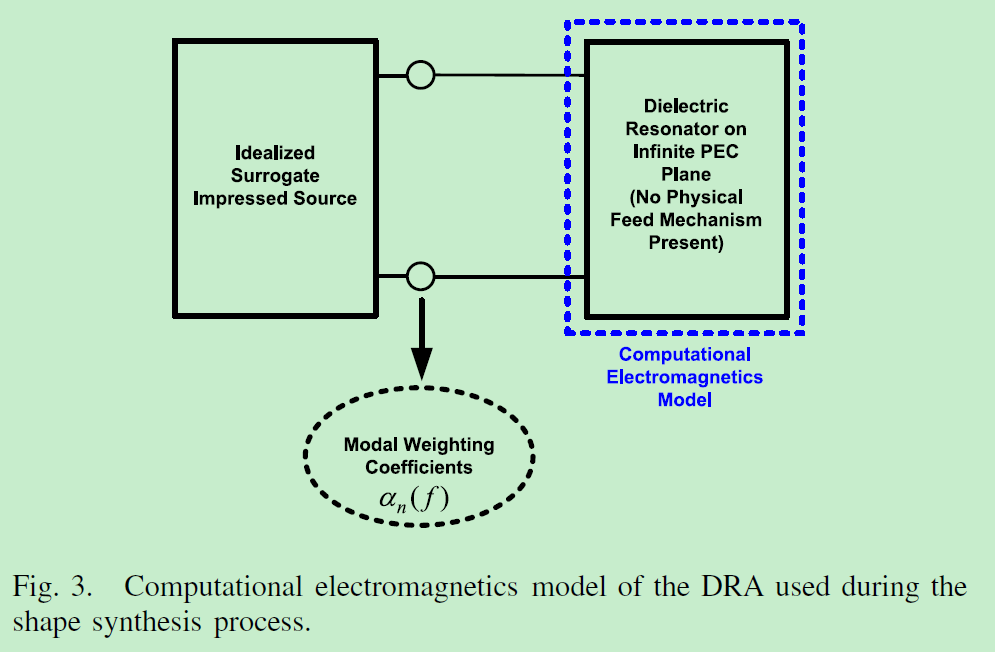 Idealized
Surrogate
Impressed Source
Dielectric
Resonator on
Infinite PEC
Plane
(No Physical
Feed Mechanism
Present)
Computational
Electromagnetics
Model
Modal Weighting
Coefficients
αₙ(f)
Fig. 3. Computational electromagnetics model of the DRA used during the
shape synthesis process.